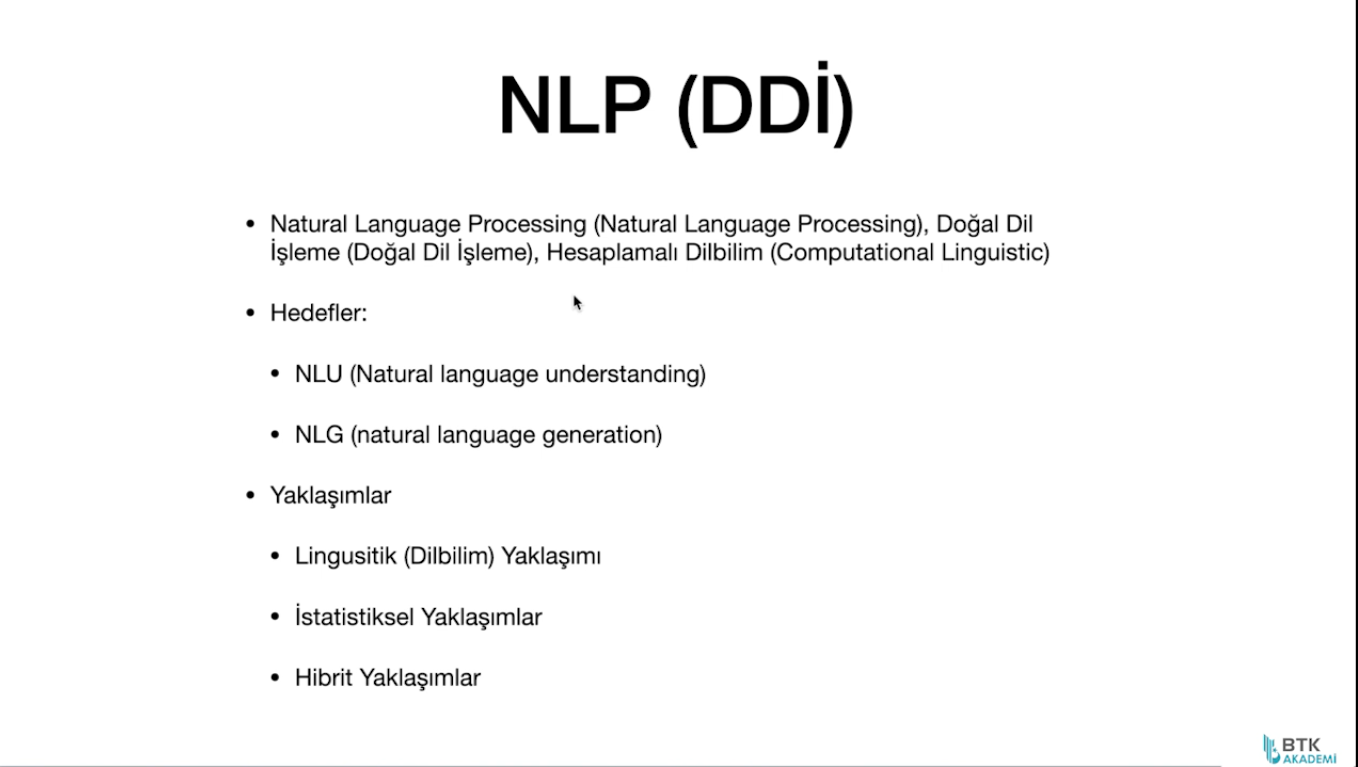 NLP (DDİ)
• Natural Language Processing (Natural Language Processing), Doğal Dil
İşleme (Doğal Dil İşleme), Hesaplamalı Dilbilim (Computational Linguistic)
• Hedefler:
• NLU (Natural language understanding)
• NLG (natural language generation)
• Yaklaşımlar
• Lingusitik (Dilbilim) Yaklaşımı
• İstatistiksel Yaklaşımlar
• Hibrit Yaklaşımlar
BTK
AKADEMİ